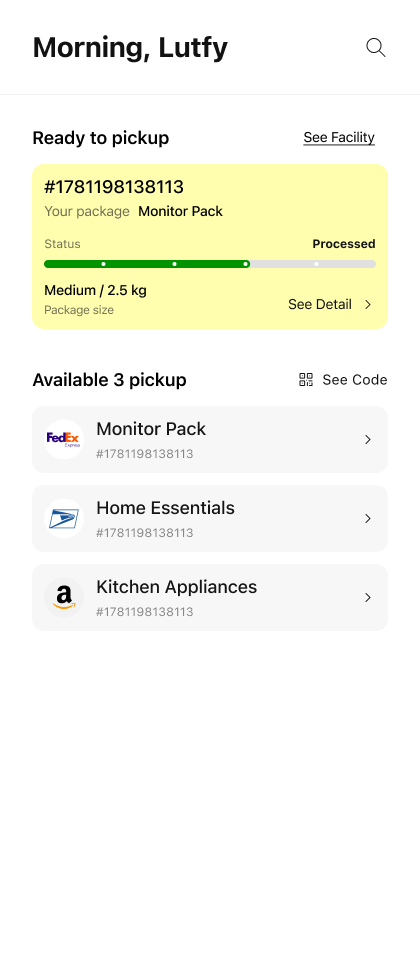 Morning, Lutfy
Ready to pickup
See Facility
#1781198138113
Your package Monitor Pack
Status
Processed
Medium / 2.5 kg
Package size
See Detail
Available 3 pickup
See Code
FedEx
Express
Monitor Pack
#1781198138113
Home Essentials
#1781198138113
a
Kitchen Appliances
#1781198138113